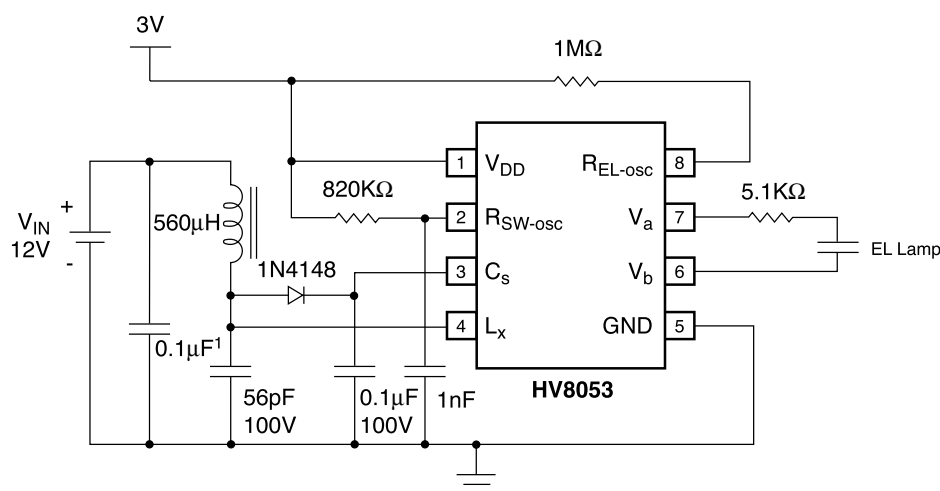 3V
1MΩ
1 V_DD R_EL-osc 8
820KΩ
5.1KΩ
+
V_IN
12V
-
560μH
2 R_SW-osc V_a 7
EL Lamp
1N4148
3 C_s V_b 6
4 L_x GND 5
0.1μF¹
HV8053
56pF
100V
0.1μF
100V
1nF